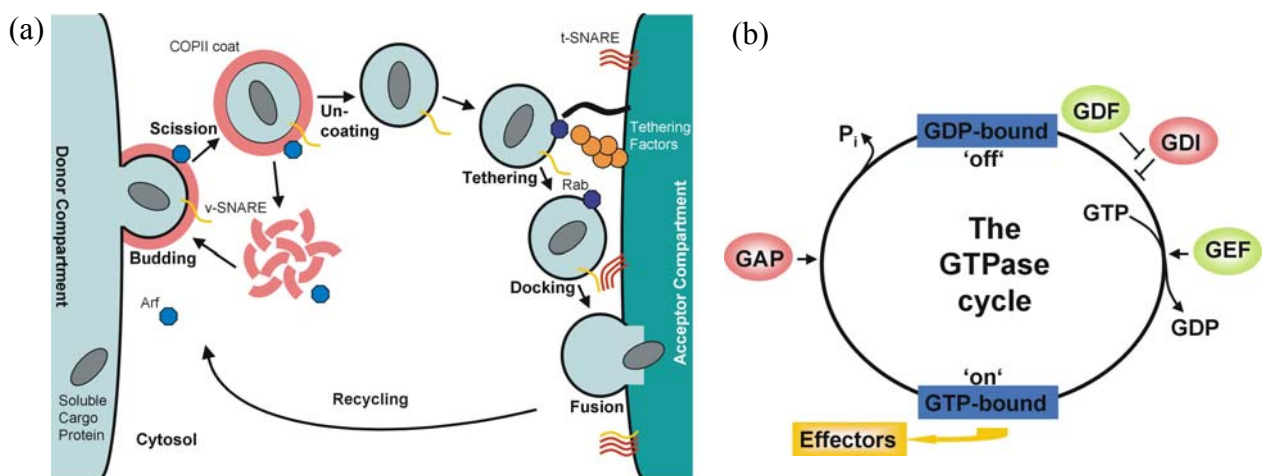 (a)
COPII coat
Scission
Un-
coating
t-SNARE
Tethering
Factors
Tethering
Rab
v-SNARE
Budding
Docking
Arf
Fusion
Recycling
Soluble
Cargo
Protein
Cytosol
Donor Compartment
Acceptor Compartment
(b)
GDF
GDI
Pi
GDP-bound
'off'
GTP
GAP
The
GTPase
cycle
GEF
GDP
'on'
GTP-bound
Effectors